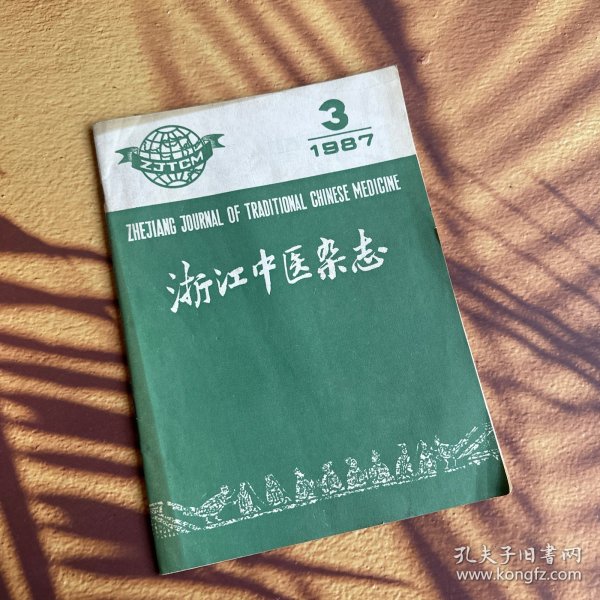 3
1987
ZJTCM
ZHEJIANG JOURNAL OF TRADITIONAL CHINESE MEDICINE
浙江中医杂志
孔夫子旧书网
www.kongfz.com